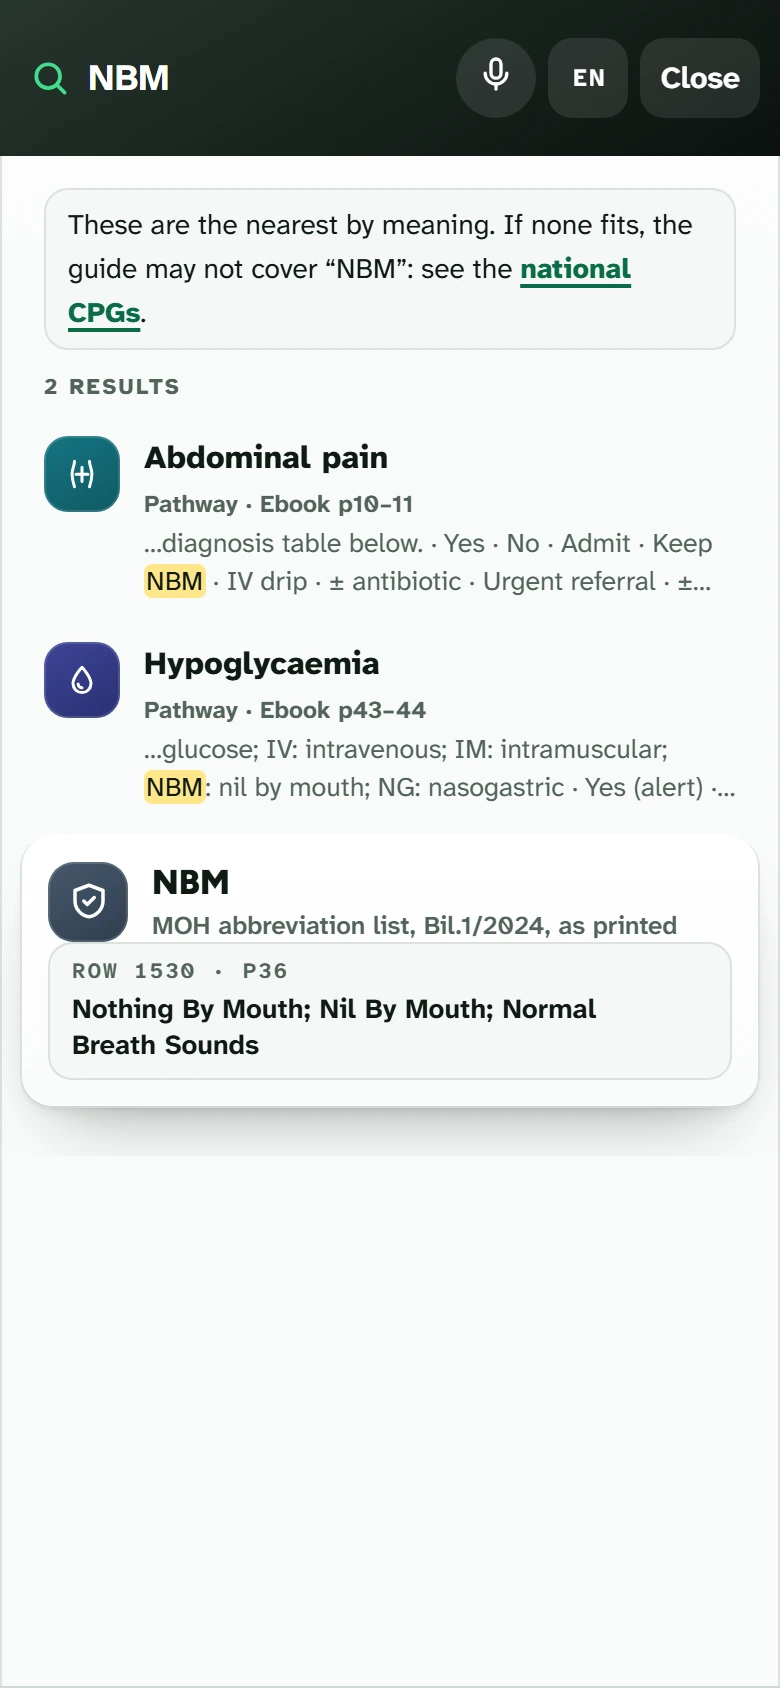 NBM
EN
Close
These are the nearest by meaning. If none fits, the
guide may not cover “NBM”: see the national
CPGs.
2 RESULTS
Abdominal pain
Pathway · Ebook p10–11
...diagnosis table below. · Yes · No · Admit · Keep
NBM · IV drip · ± antibiotic · Urgent referral · ±...
Hypoglycaemia
Pathway · Ebook p43–44
...glucose; IV: intravenous; IM: intramuscular;
NBM: nil by mouth; NG: nasogastric · Yes (alert) ·...
NBM
MOH abbreviation list, Bil.1/2024, as printed
ROW 1530 · P36
Nothing By Mouth; Nil By Mouth; Normal
Breath Sounds